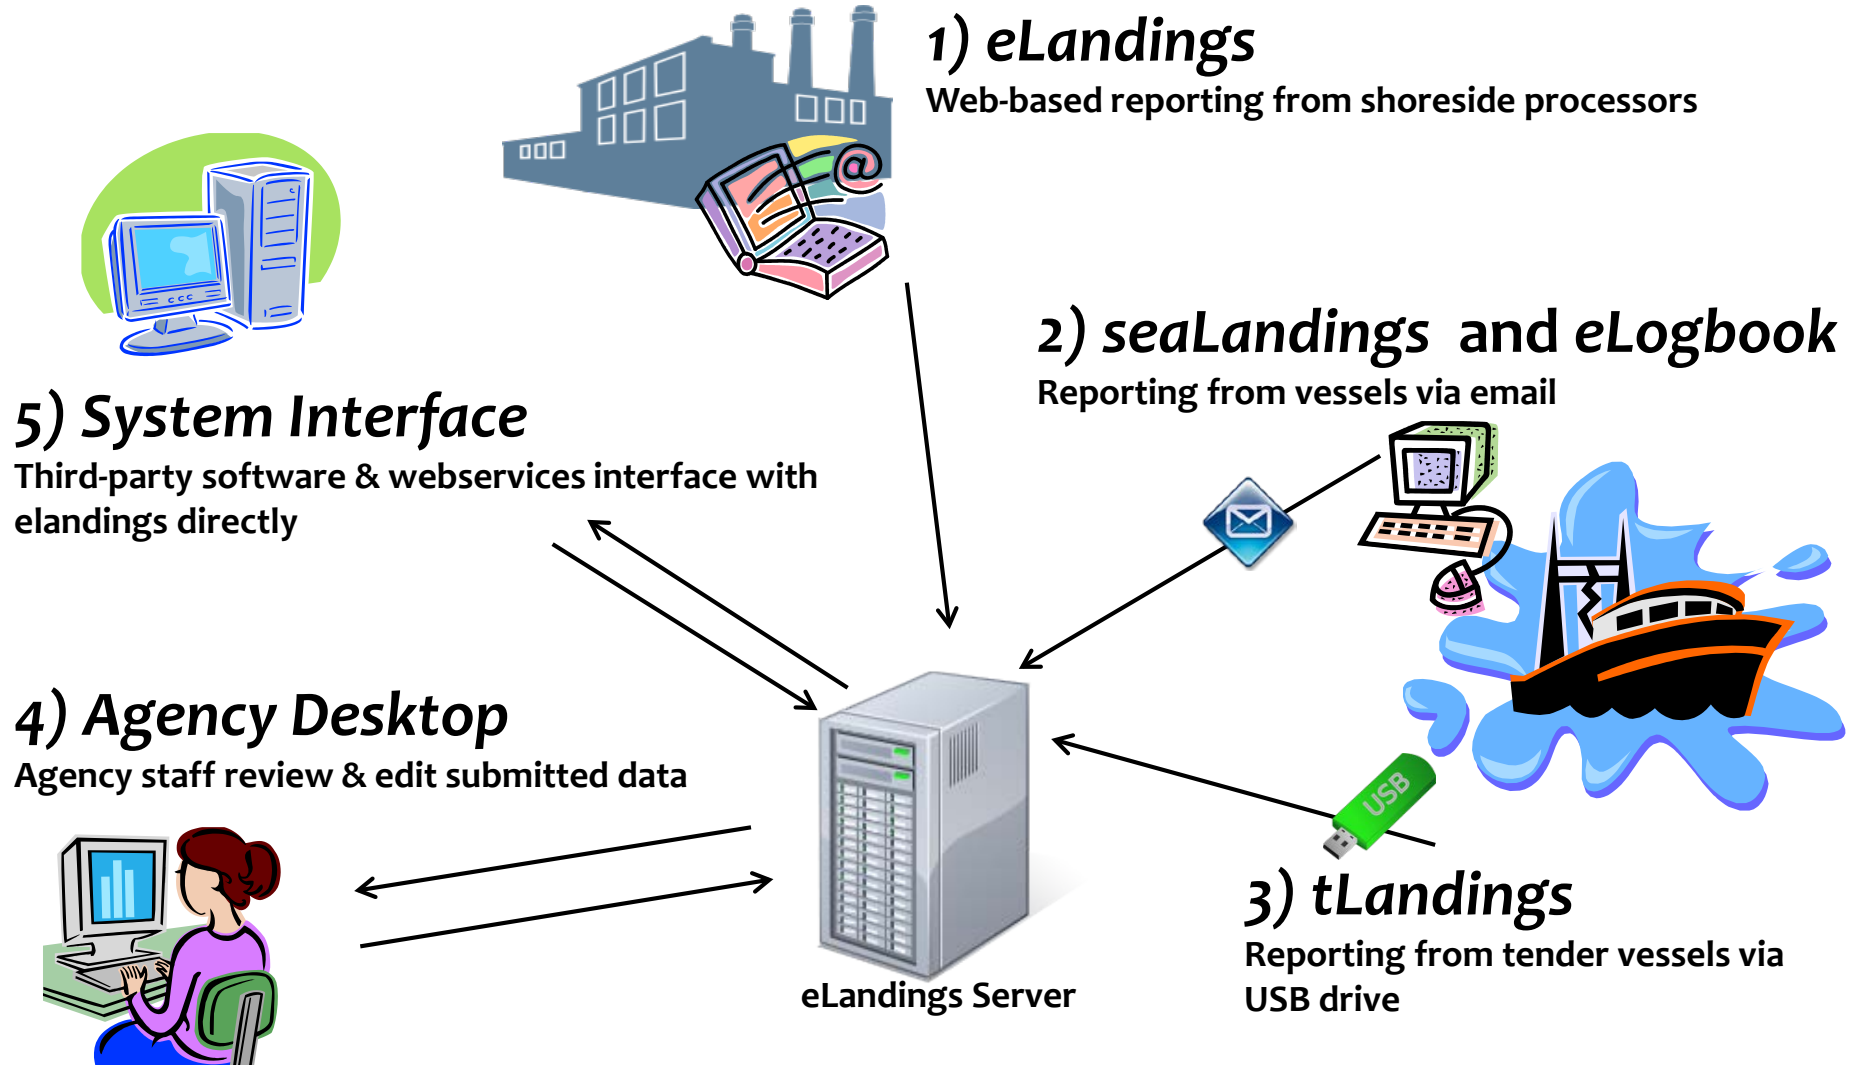 1) eLandings
Web-based reporting from shoreside processors
@
2) seaLandings and eLogbook
Reporting from vessels via email
5) System Interface
Third-party software & webservices interface with
elandings directly
4) Agency Desktop
Agency staff review & edit submitted data
USB
3) tLandings
Reporting from tender vessels via
USB drive
eLandings Server